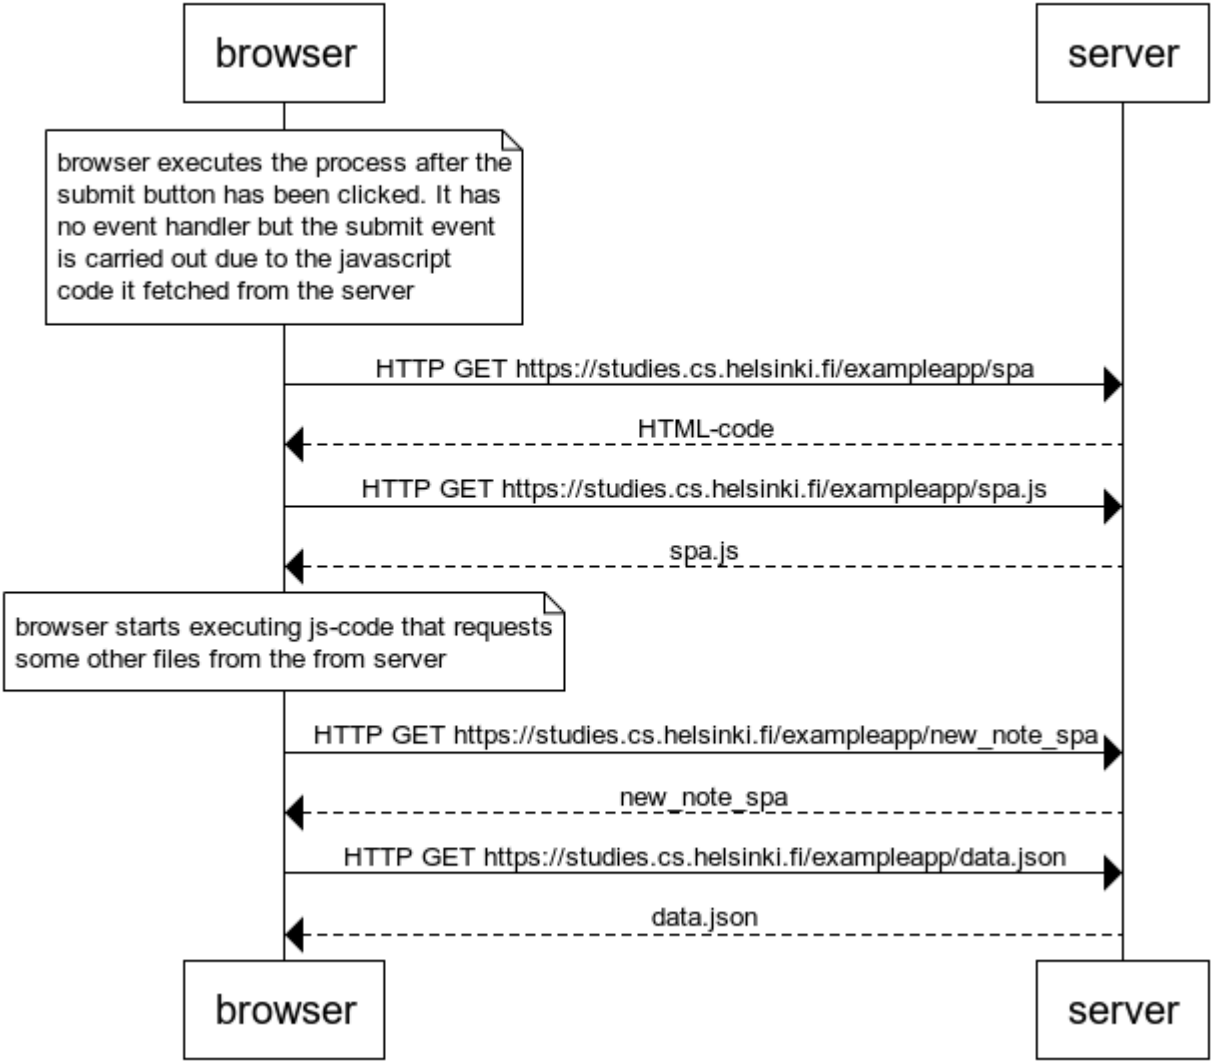 browser
server
browser executes the process after the
submit button has been clicked. It has
no event handler but the submit event
is carried out due to the javascript
code it fetched from the server
HTTP GET https://studies.cs.helsinki.fi/exampleapp/spa
HTML-code
HTTP GET https://studies.cs.helsinki.fi/exampleapp/spa.js
spa.js
browser starts executing js-code that requests
some other files from the from server
HTTP GET https://studies.cs.helsinki.fi/exampleapp/new_note_spa
new_note_spa
HTTP GET https://studies.cs.helsinki.fi/exampleapp/data.json
data.json
browser
server